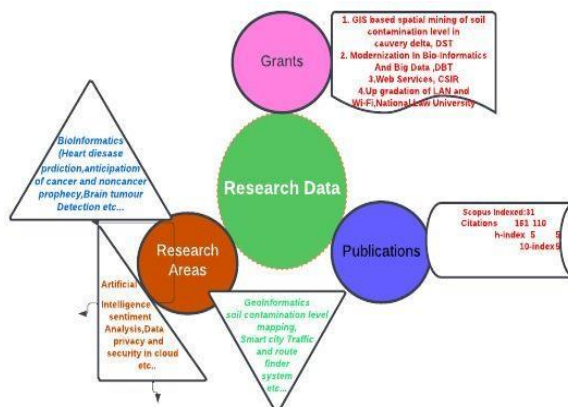 1. GIS based spatial mining of soil
contamination level in
cauvery delta, DST
2. Modernization In Bio-Informatics
And Big Data ,DBT
3.Web Services, CSIR
4.Up gradation of LAN and
Wi-Fi,National Law University
Grants
BioInformatics
(Heart diesase
prdiction,anticipatiom
of cancer and noncancer
prophecy,Brain tumour
Detection etc...
Research Data
Scopus Indexed:31
Citations 161 110
h-index 5 5
10-index 5
Publications
Research
Areas
Artificial
Intelligence
sentiment
Analysis,Data
privacy and
security in cloud
etc..
GeoInformatics
soil contamination level
mapping,
Smart city Traffic
and route
finder
system
etc...